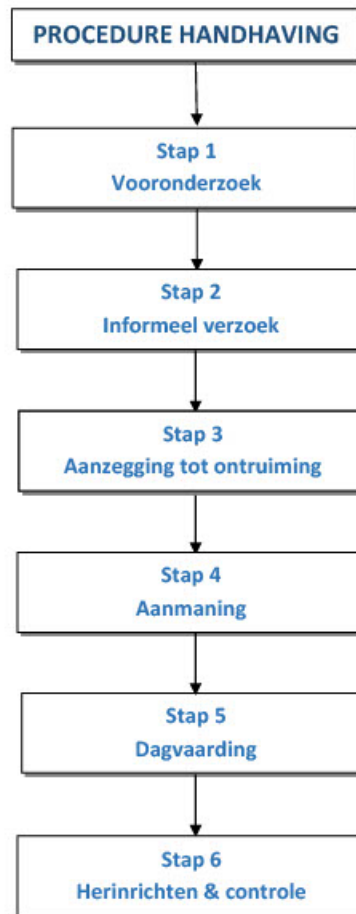 PROCEDURE HANDHAVING
Stap 1
Vooronderzoek
Stap 2
Informeel verzoek
Stap 3
Aanzegging tot ontruiming
Stap 4
Aanmaning
Stap 5
Dagvaarding
Stap 6
Herinrichten & controle